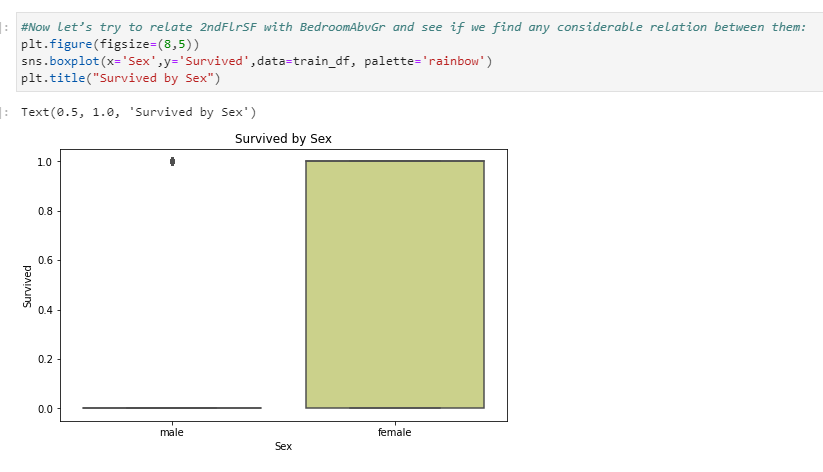 ]: #Now let’s try to relate 2ndFlrSF with BedroomAbvGr and see if we find any considerable relation between them:
plt.figure(figsize=(8,5))
sns.boxplot(x='Sex',y='Survived',data=train_df, palette='rainbow')
plt.title("Survived by Sex")
]: Text(0.5, 1.0, 'Survived by Sex')
Survived by Sex
1.0
0.8
0.6
0.4
0.2
0.0
Survived
male female
Sex